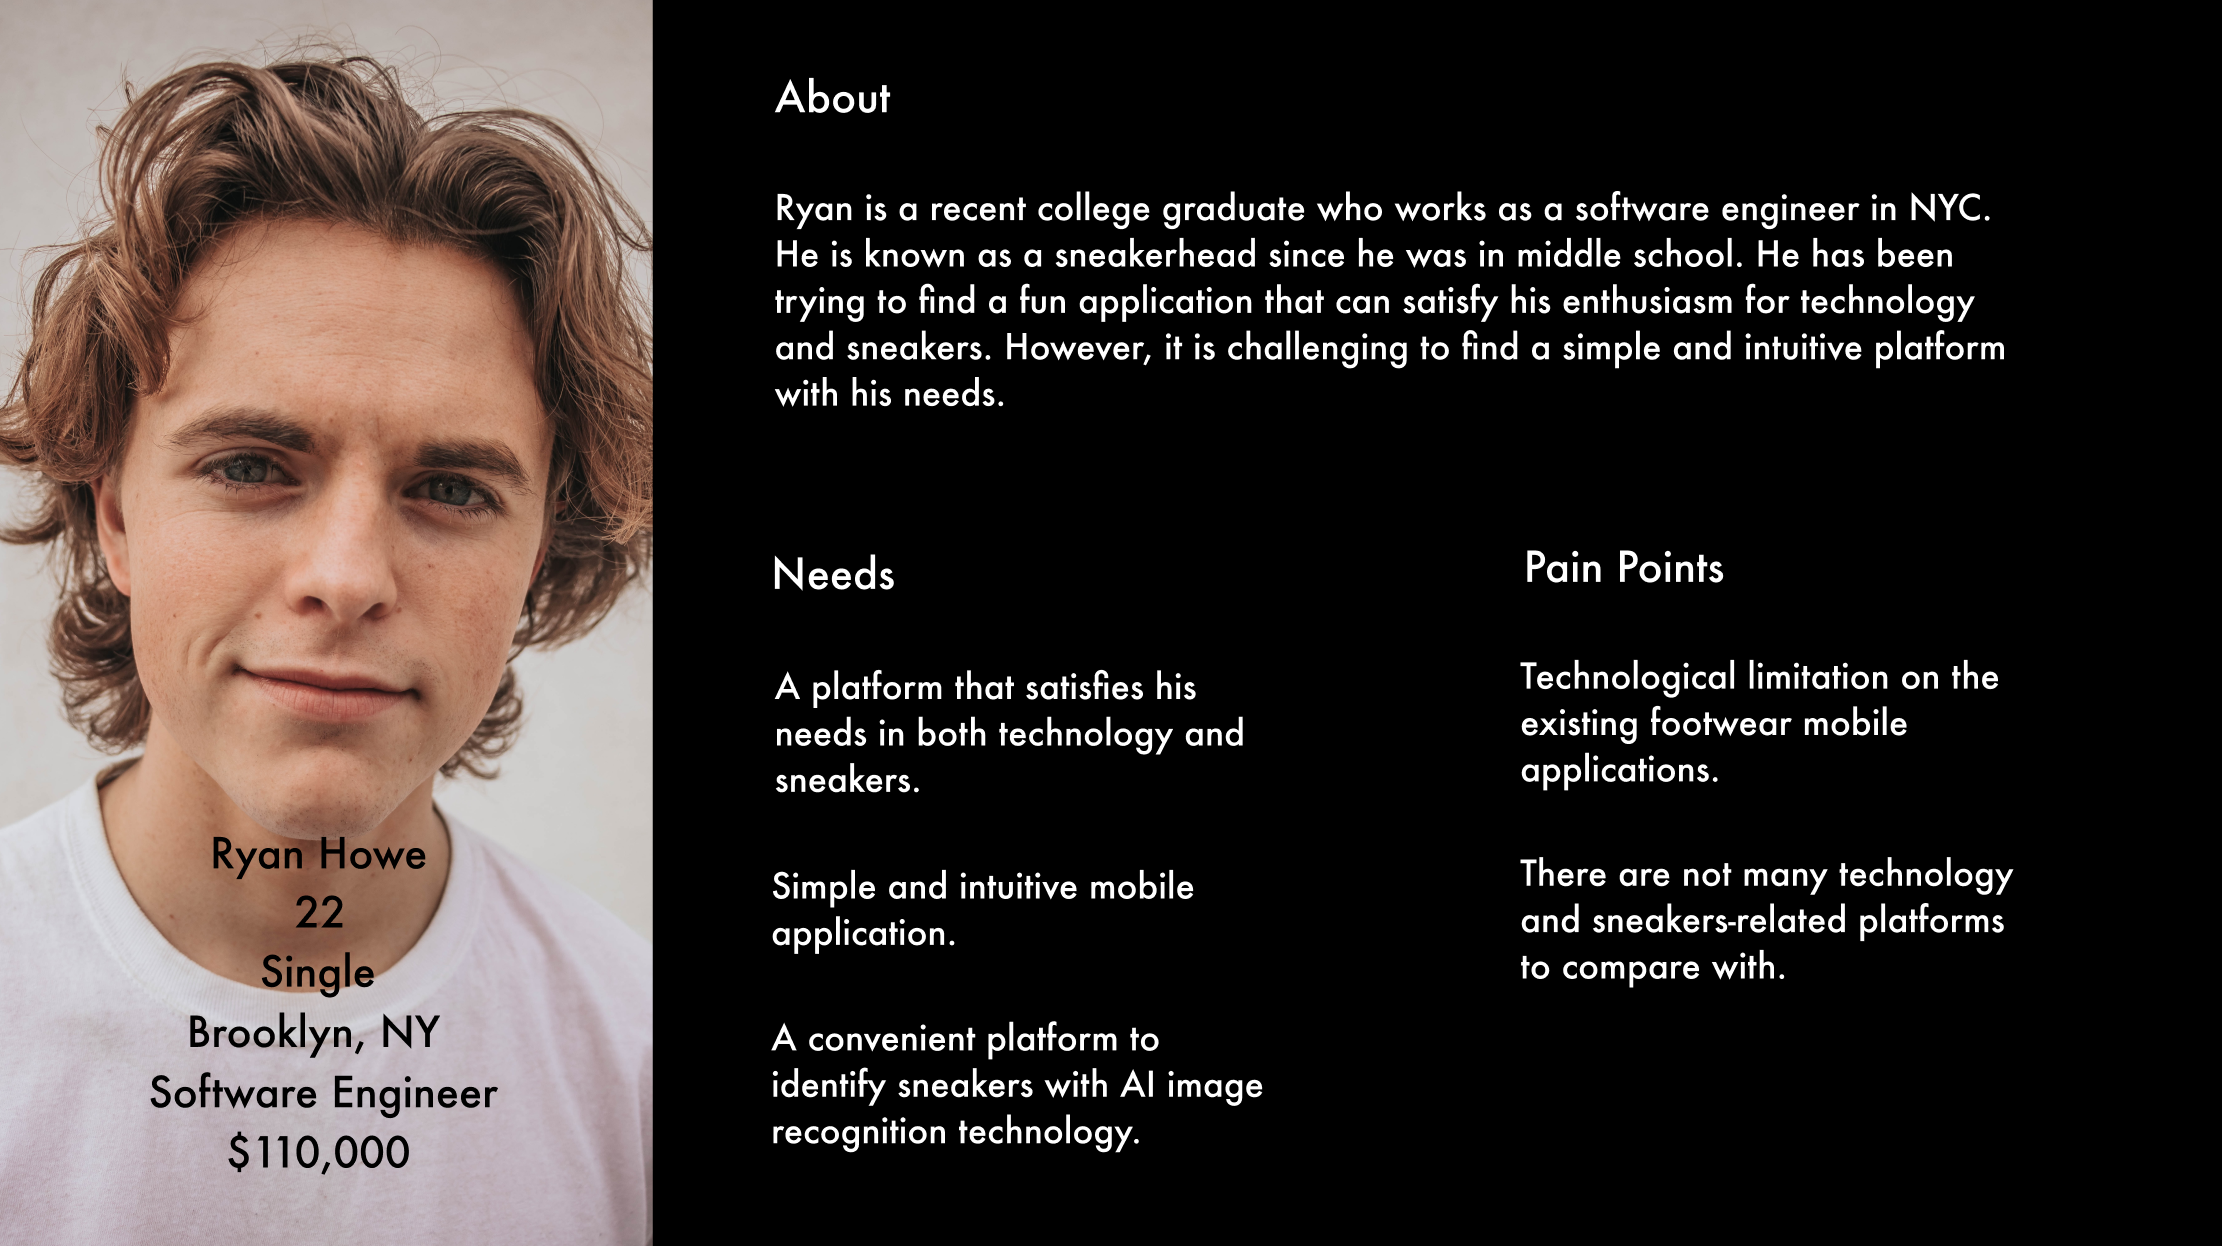 Ryan Howe
22
Single
Brooklyn, NY
Software Engineer
$110,000
About
Ryan is a recent college graduate who works as a software engineer in NYC.
He is known as a sneakerhead since he was in middle school. He has been
trying to find a fun application that can satisfy his enthusiasm for technology
and sneakers. However, it is challenging to find a simple and intuitive platform
with his needs.
Needs
A platform that satisfies his
needs in both technology and
sneakers.
Simple and intuitive mobile
application.
A convenient platform to
identify sneakers with AI image
recognition technology.
Pain Points
Technological limitation on the
existing footwear mobile
applications.
There are not many technology
and sneakers-related platforms
to compare with.